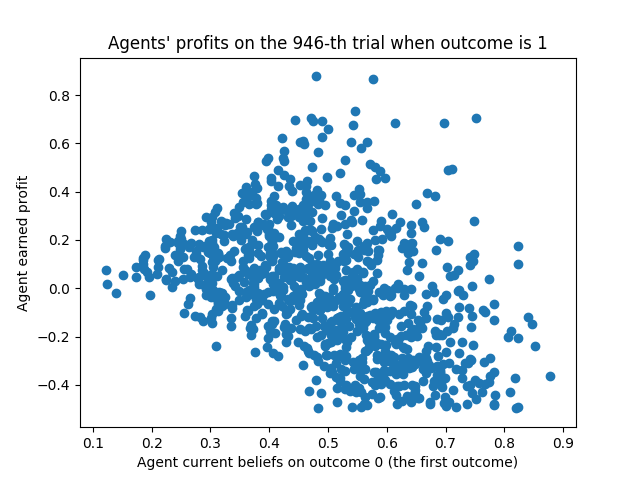 Agents' profits on the 946-th trial when outcome is 1
Agent earned profit
0.8
0.6
0.4
0.2
0.0
−0.2
−0.4
0.1 0.2 0.3 0.4 0.5 0.6 0.7 0.8 0.9
Agent current beliefs on outcome 0 (the first outcome)